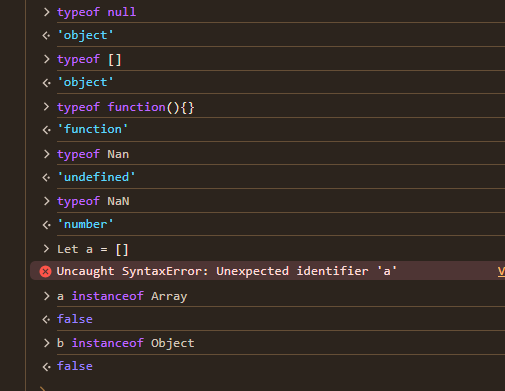 typeof null
'object'
typeof []
'object'
typeof function(){}
'function'
typeof Nan
'undefined'
typeof NaN
'number'
Let a = []
Uncaught SyntaxError: Unexpected identifier 'a'
a instanceof Array
false
b instanceof Object
false